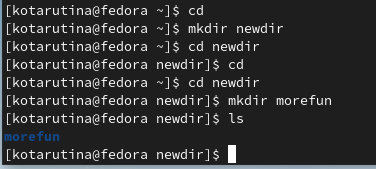 [kotarutina@fedora ~]$ cd
[kotarutina@fedora ~]$ mkdir newdir
[kotarutina@fedora ~]$ cd newdir
[kotarutina@fedora newdir]$ cd
[kotarutina@fedora ~]$ cd newdir
[kotarutina@fedora newdir]$ mkdir morefun
[kotarutina@fedora newdir]$ ls
morefun
[kotarutina@fedora newdir]$